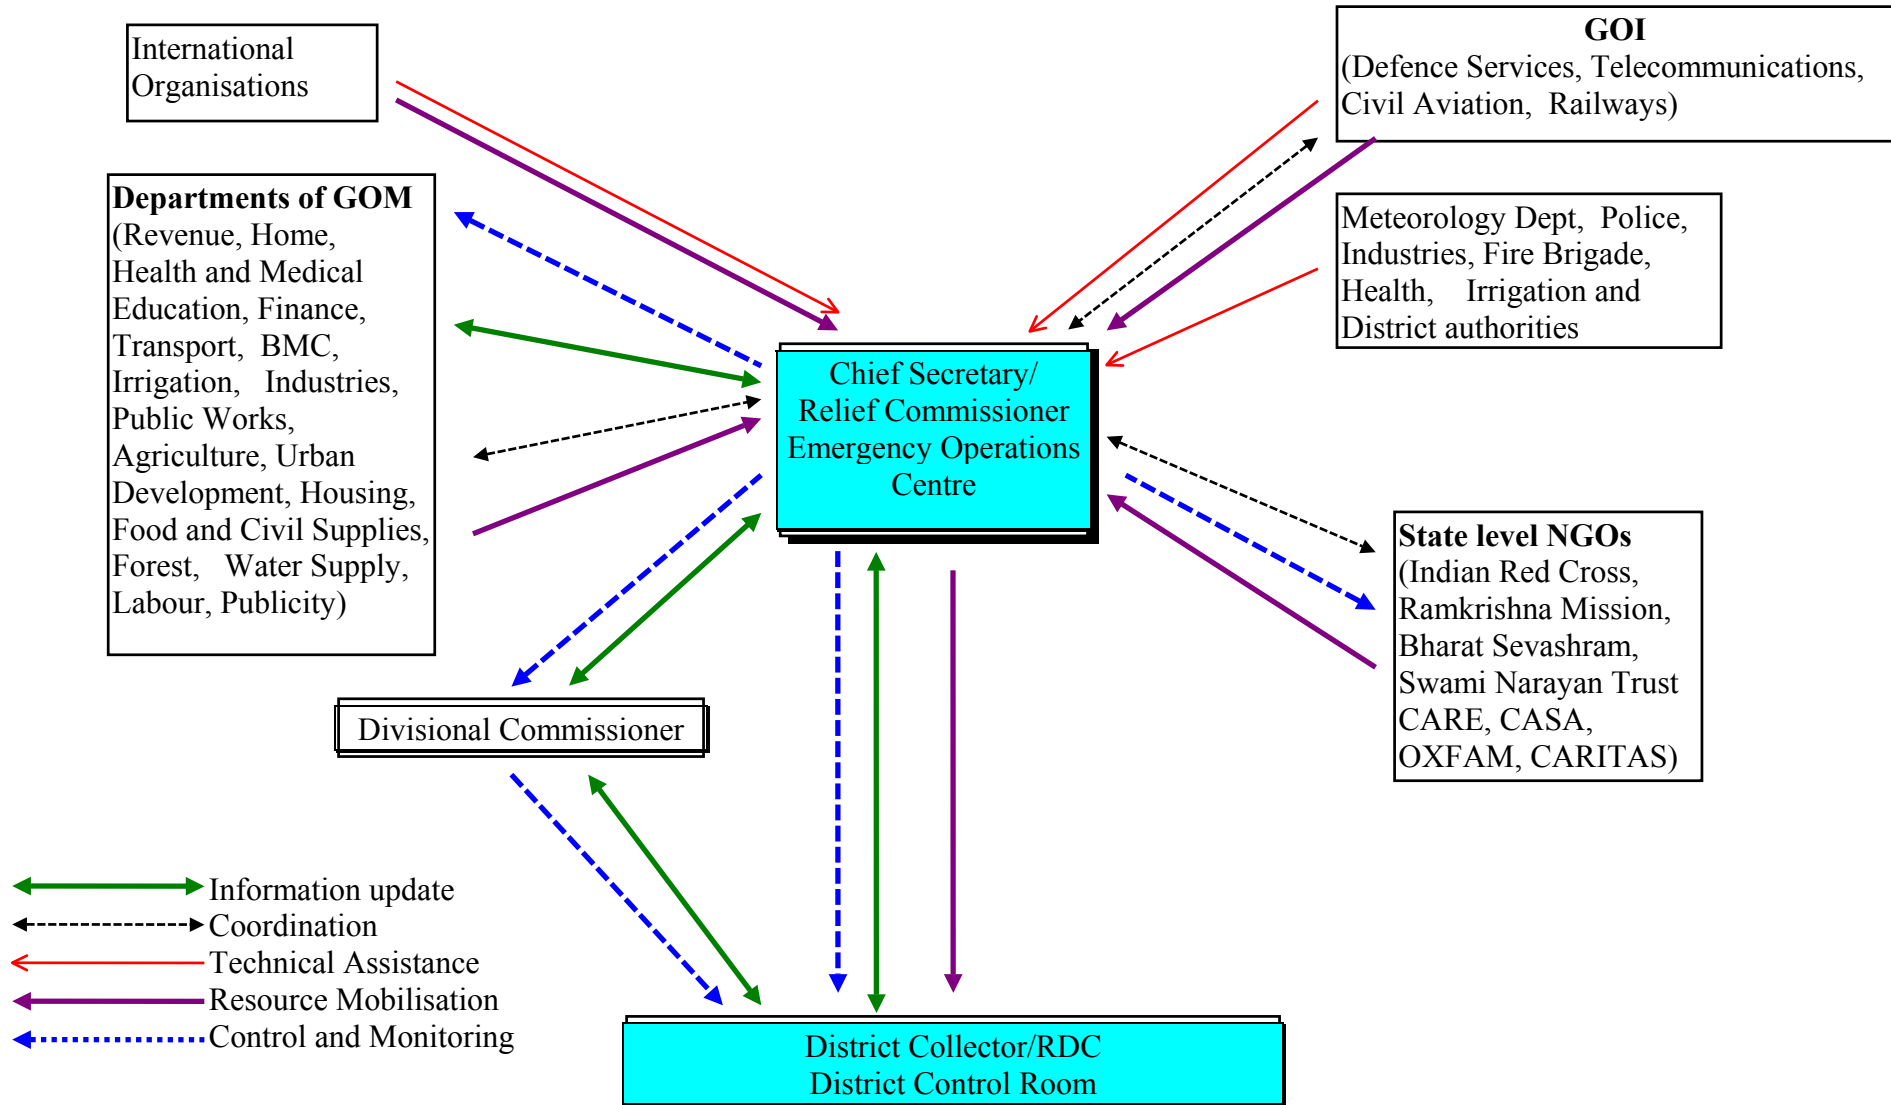 International
Organisations
GOI
(Defence Services, Telecommunications,
Civil Aviation, Railways)
Departments of GOM
(Revenue, Home,
Health and Medical
Education, Finance,
Transport, BMC,
Irrigation, Industries,
Public Works,
Agriculture, Urban
Development, Housing,
Food and Civil Supplies,
Forest, Water Supply,
Labour, Publicity)
Meteorology Dept, Police,
Industries, Fire Brigade,
Health, Irrigation and
District authorities
Chief Secretary/
Relief Commissioner
Emergency Operations
Centre
State level NGOs
(Indian Red Cross,
Ramkrishna Mission,
Bharat Sevashram,
Swami Narayan Trust
CARE, CASA,
OXFAM, CARITAS)
Divisional Commissioner
Information update
Coordination
Technical Assistance
Resource Mobilisation
Control and Monitoring
District Collector/RDC
District Control Room